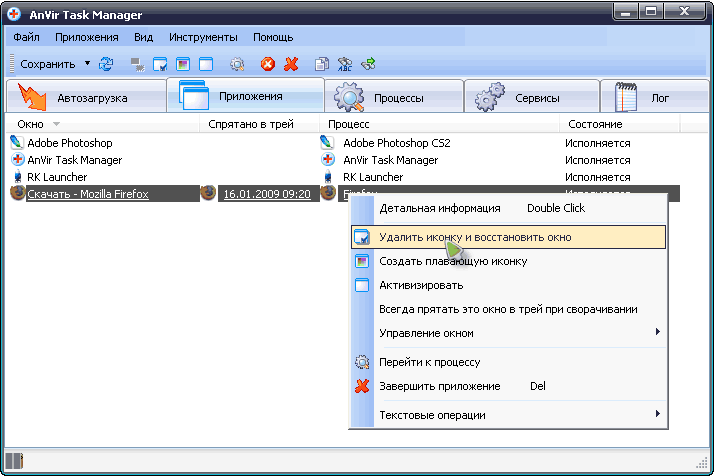 AnVir Task Manager
Файл Приложения Вид Инструменты Помощь
Сохранить ABC
Автозагрузка Приложения Процессы Сервисы Лог
Окно Спрятано в трей Процесс Состояние
Adobe Photoshop Adobe Photoshop CS2 Исполняется
AnVir Task Manager AnVir Task Manager Исполняется
RK Launcher RK Launcher Исполняется
Скачать - Mozilla Firefox 16.01.2009 09:20 Firefox Исполняется
Детальная информация Double Click
Удалить иконку и восстановить окно
Создать плавающую иконку
Активизировать
Всегда прятать это окно в трей при сворачивании
Управление окном
Перейти к процессу
Завершить приложение Del
Текстовые операции